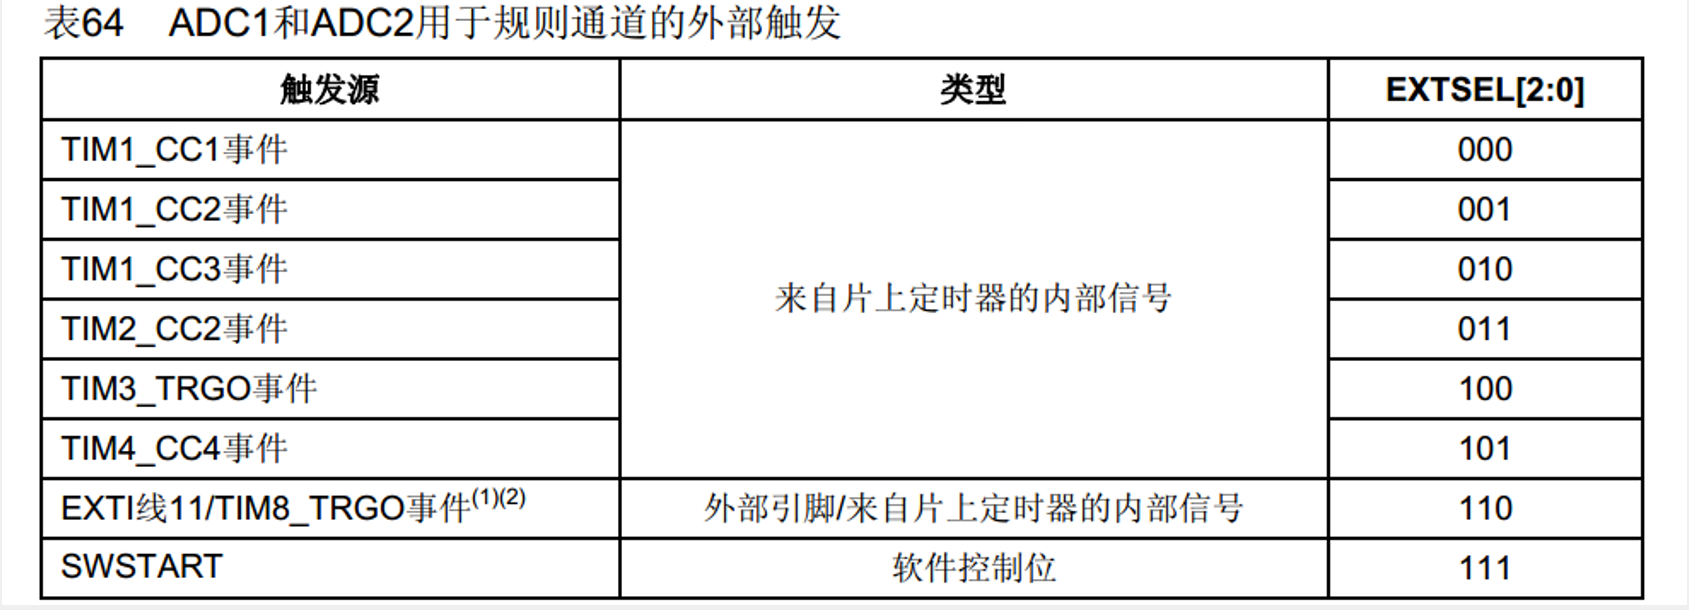 表64 ADC1和ADC2用于规则通道的外部触发
触发源 类型 EXTSEL[2:0]
TIM1_CC1事件 000
TIM1_CC2事件 001
TIM1_CC3事件 010
来自片上定时器的内部信号
TIM2_CC2事件 011
TIM3_TRGO事件 100
TIM4_CC4事件 101
EXTI线11/TIM8_TRGO事件(1)(2) 外部引脚/来自片上定时器的内部信号 110
SWSTART 软件控制位 111